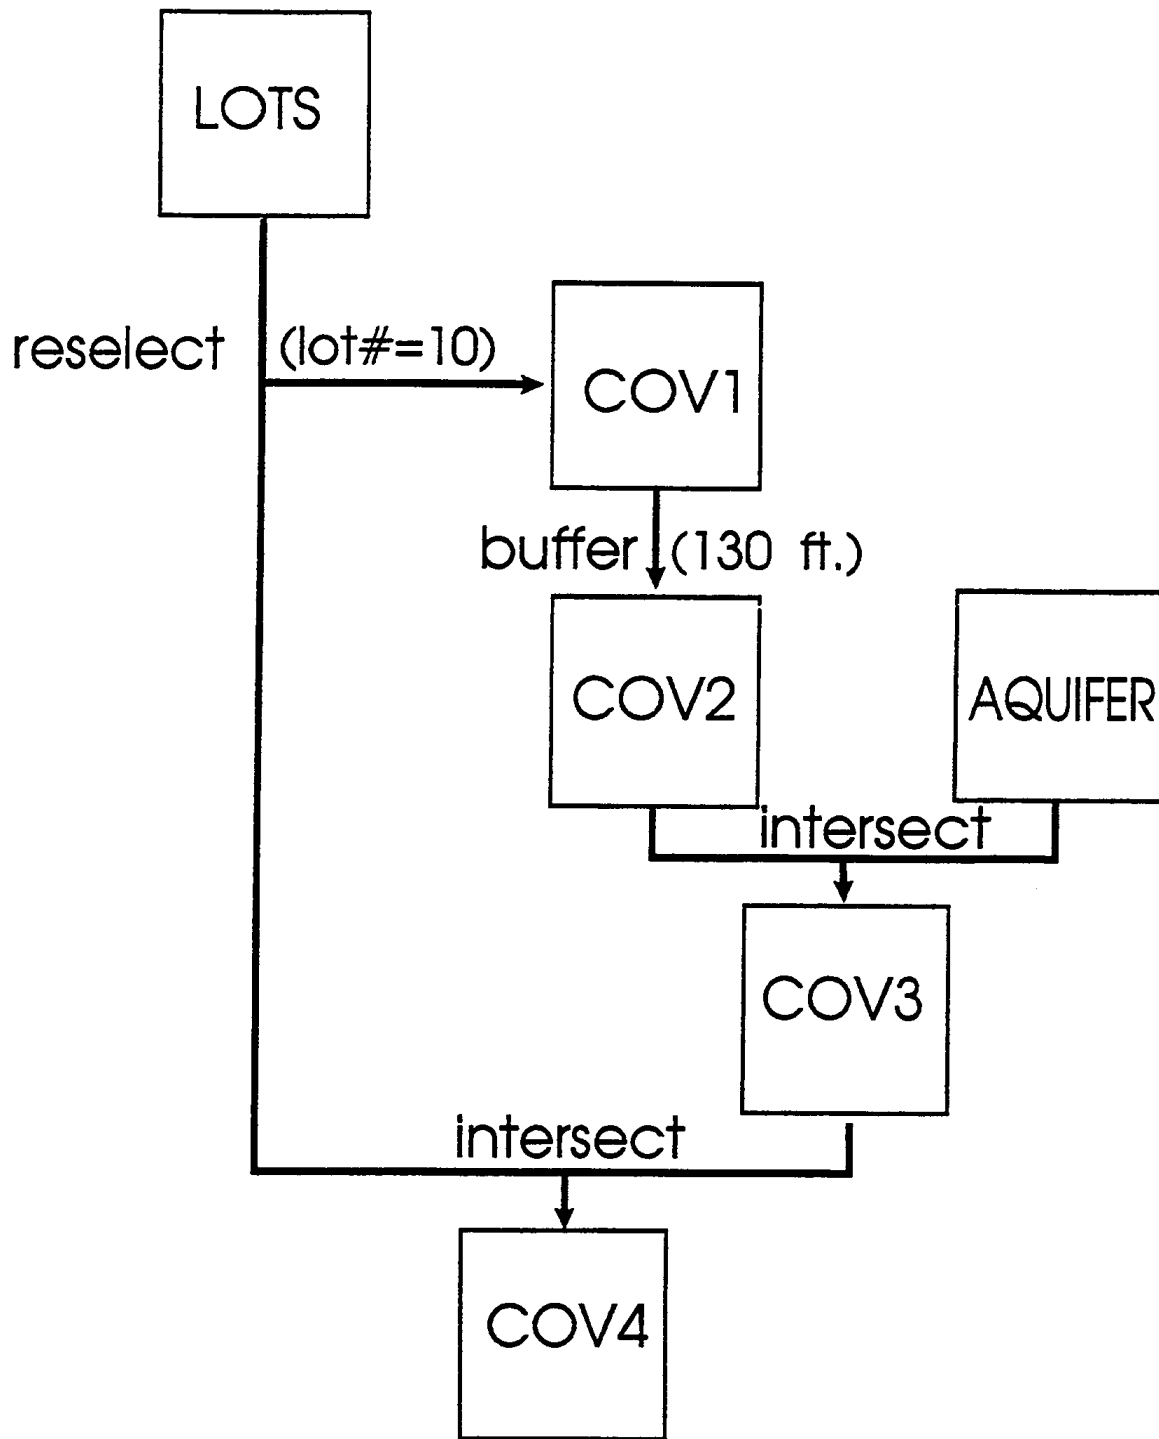 LOTS
reselect (lot#=10)
COV1
buffer (130 ft.)
COV2
AQUIFER
intersect
COV3
intersect
COV4